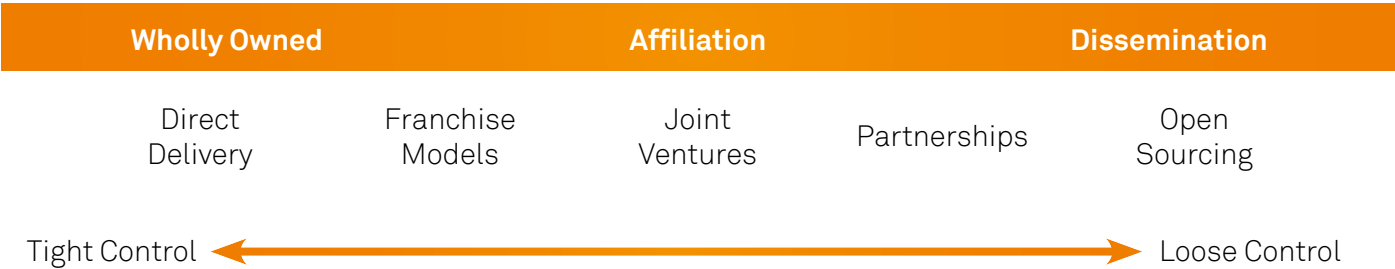 Wholly Owned Affiliation Dissemination
Direct Delivery
Franchise Models
Joint Ventures
Partnerships
Open Sourcing
Tight Control Loose Control